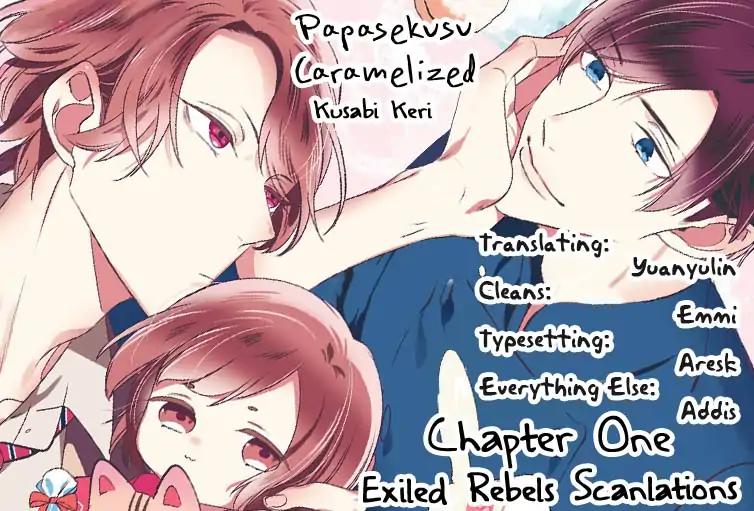 Papasekusu
Caramelized
Kusabi Keri
Translating:
Yuanyulin
Cleans:
Emmi
Typesetting:
Aresk
Everything Else:
Addis
Chapter One
Exiled Rebels Scanlations